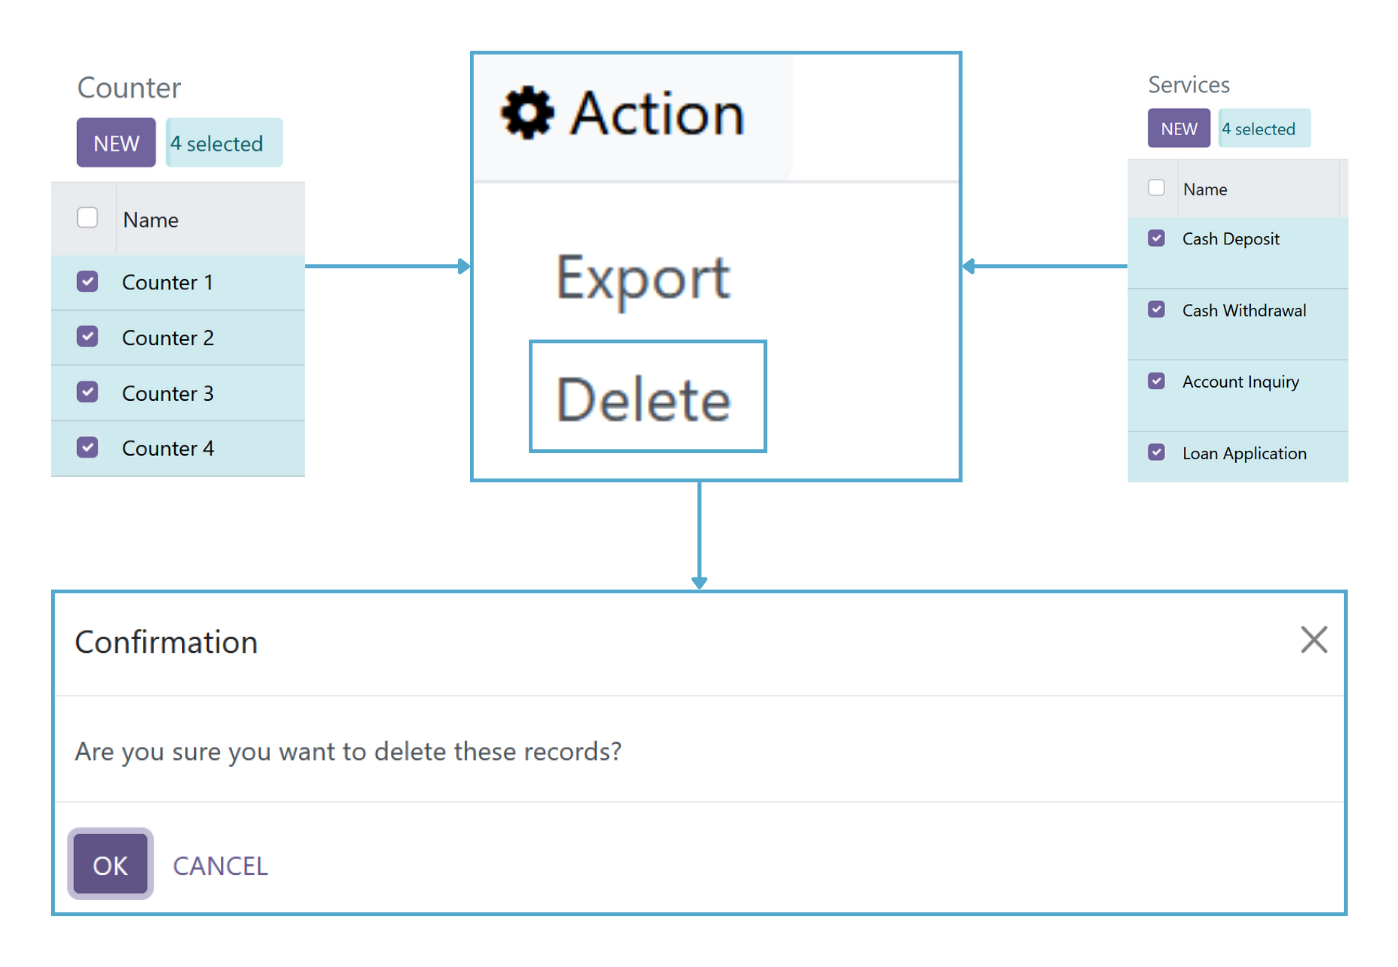 Counter
NEW
4 selected
Name
Counter 1
Counter 2
Counter 3
Counter 4
Action
Export
Delete
Services
NEW
4 selected
Name
Cash Deposit
Cash Withdrawal
Account Inquiry
Loan Application
Confirmation
Are you sure you want to delete these records?
OK
CANCEL